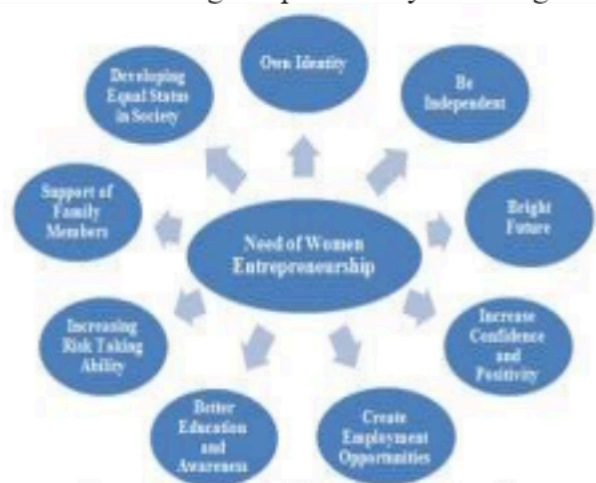 Own Identity
Be
Independent
Bright
Future
Increase
Confidence
and
Positivity
Create
Employment
Opportunities
Better
Education
and
Awareness
Increasing
Risk Taking
Ability
Support of
Family
Members
Developing
Equal Status
in Society
Need of Women
Entrepreneurship